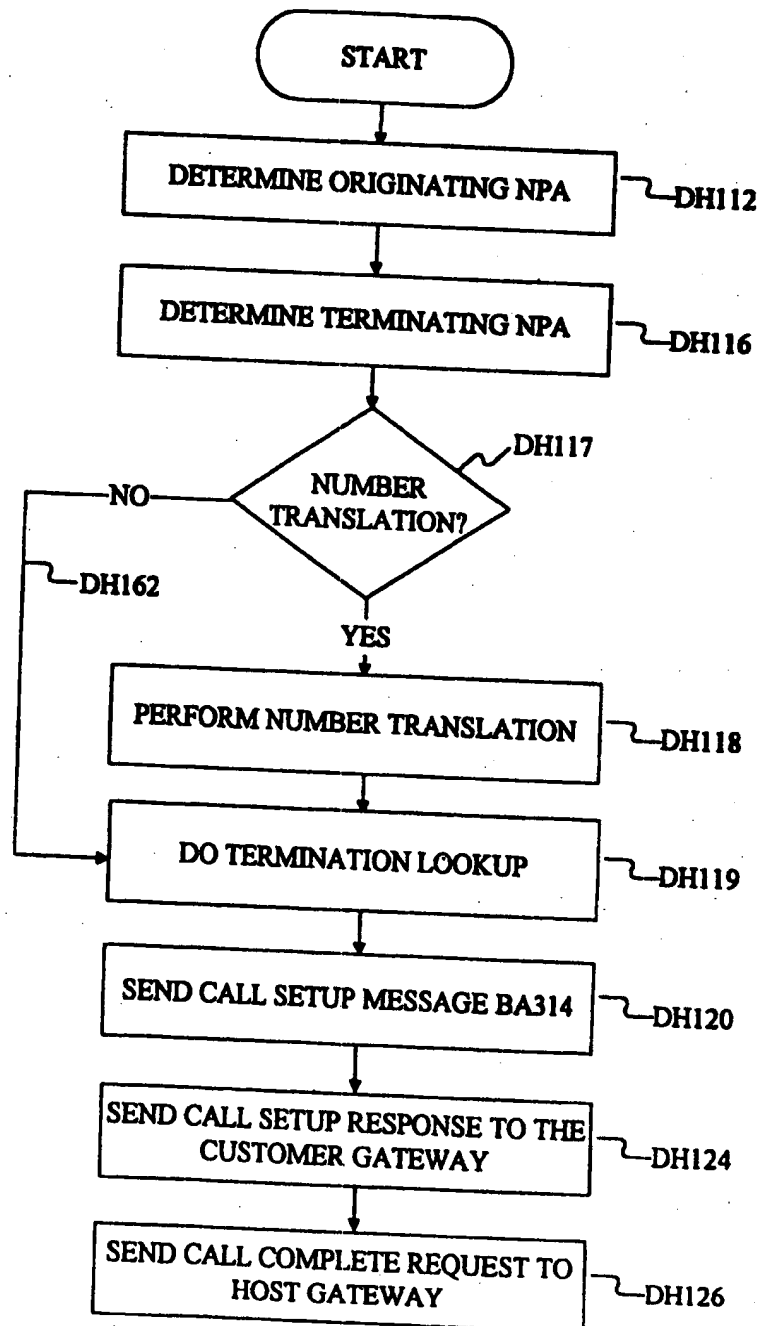 START
DETERMINE ORIGINATING NPA
DH112
DETERMINE TERMINATING NPA
DH116
DH117
NUMBER
TRANSLATION?
NO
DH162
YES
PERFORM NUMBER TRANSLATION
DH118
DO TERMINATION LOOKUP
DH119
SEND CALL SETUP MESSAGE BA314
DH120
SEND CALL SETUP RESPONSE TO THE
CUSTOMER GATEWAY
DH124
SEND CALL COMPLETE REQUEST TO
HOST GATEWAY
DH126